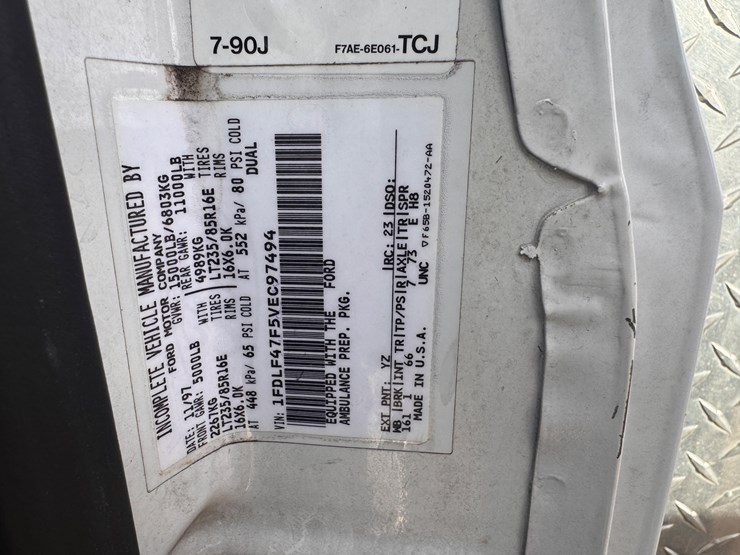 7-90J F7AE-6E061-TCJ
INCOMPLETE VEHICLE MANUFACTURED BY
FORD MOTOR COMPANY
DATE: 11/97 GVWR: 15000LB/6803KG
FRONT GAWR: 5000LB REAR GAWR: 11000LB
2267KG WITH 4989KG WITH
LT235/85R16E TIRES LT235/85R16E TIRES
16X6.0K RIMS 16X6.0K RIMS
AT 448 kPa/ 65 PSI COLD AT 552 kPa/ 80 PSI COLD
DUAL
VIN: 1FDLF47F5VEC97494
EQUIPPED WITH THE FORD
AMBULANCE PREP. PKG.
EXT PNT: YZ RC: 23 DSO:
WB BRK INT TR TP/PS R AXLE TR SPR
161 1 66 7 73 E H8
MADE IN U.S.A. UNC ▽F65B-1520472-AA